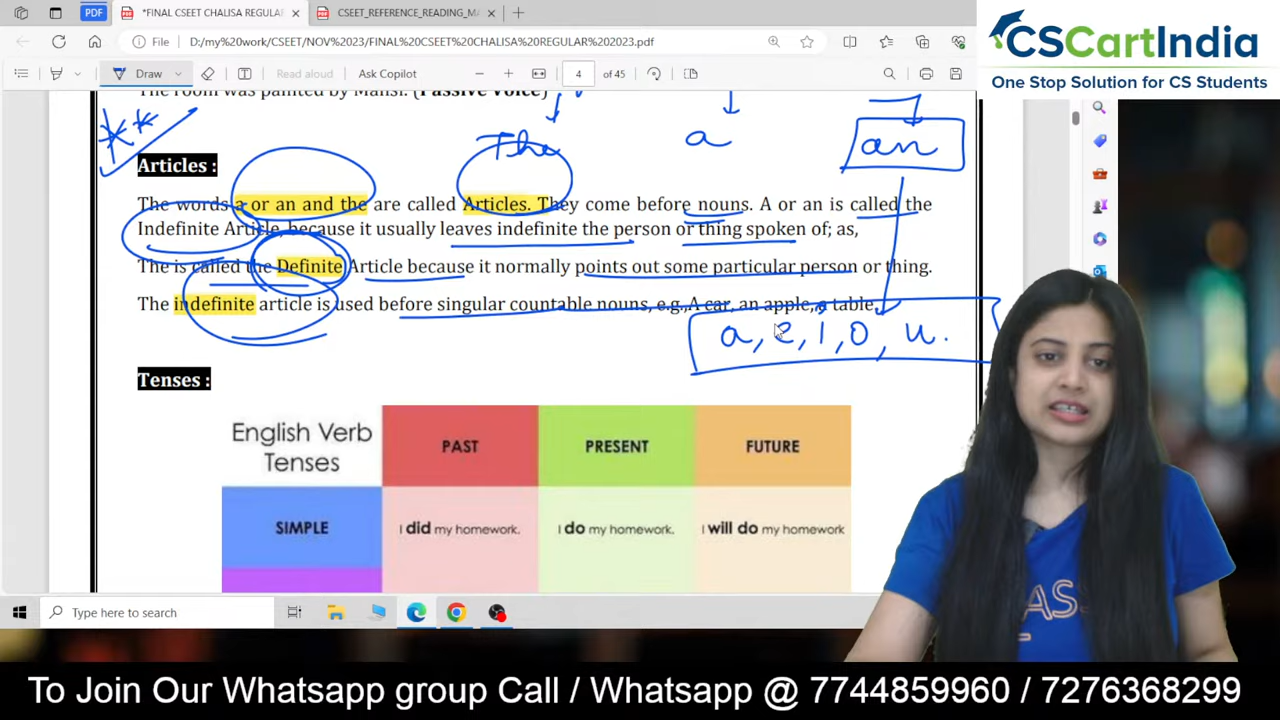 PDF
*FINAL CSEET CHALISA REGULAR
CSEET_REFERENCE_READING_MA
File
D:/my%20work/CSEET/NOV%2023/FINAL%20CSEET%20CHALISA%20REGULAR%202023.pdf
Draw
Read aloud
Ask Copilot
4
of 45
CSCartIndia
One Stop Solution for CS Students
The room was painted by Mansi. {Passive Voice}
**
The
a
an
Articles :
The words a or an and the are called Articles. They come before nouns. A or an is called the
Indefinite Article, because it usually leaves indefinite the person or thing spoken of; as,
The is called the Definite Article because it normally points out some particular person or thing.
The indefinite article is used before singular countable nouns, e.g., A car, an apple, a table
a, e, i, o, u.
Tenses :
English Verb
Tenses
PAST
PRESENT
FUTURE
SIMPLE
I did my homework.
I do my homework.
I will do my homework
Type here to search
To Join Our Whatsapp group Call / Whatsapp @ 7744859960 / 7276368299